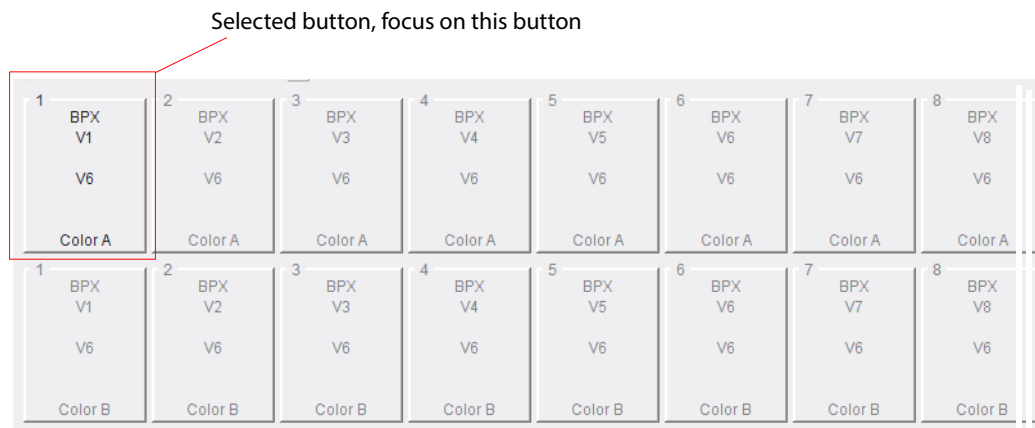 Selected button, focus on this button
1 2 3 4 5 6 7 8
BPX BPX BPX BPX BPX BPX BPX BPX
V1 V2 V3 V4 V5 V6 V7 V8
V6 V6 V6 V6 V6 V6 V6 V6
Color A Color A Color A Color A Color A Color A Color A Color A
1 2 3 4 5 6 7 8
BPX BPX BPX BPX BPX BPX BPX BPX
V1 V2 V3 V4 V5 V6 V7 V8
V6 V6 V6 V6 V6 V6 V6 V6
Color B Color B Color B Color B Color B Color B Color B Color B